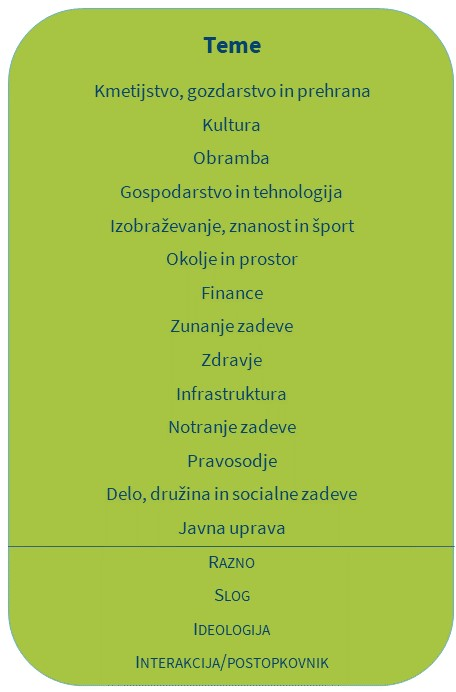 Teme
Kmetijstvo, gozdarstvo in prehrana
Kultura
Obramba
Gospodarstvo in tehnologija
Izobraževanje, znanost in šport
Okolje in prostor
Finance
Zunanje zadeve
Zdravje
Infrastruktura
Notranje zadeve
Pravosodje
Delo, družina in socialne zadeve
Javna uprava
RAZNO
SLOG
IDEOLOGIJA
INTERAKCIJA/POSTOPKOVNIK